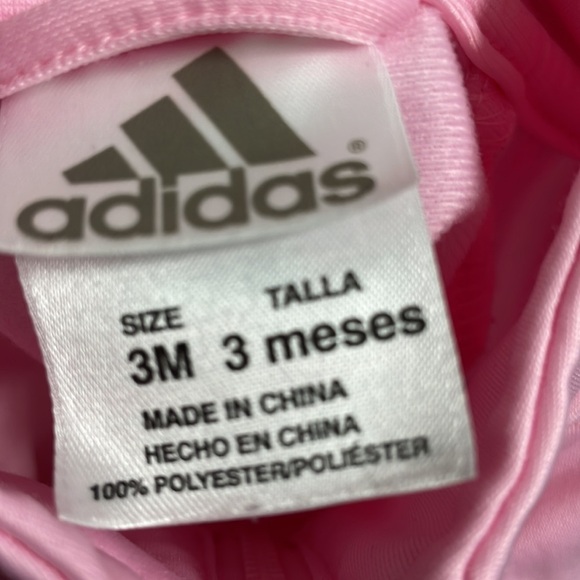 adidas®
SIZE TALLA
3M 3 meses
MADE IN CHINA
HECHO EN CHINA
100% POLYESTER/POLIÉSTER